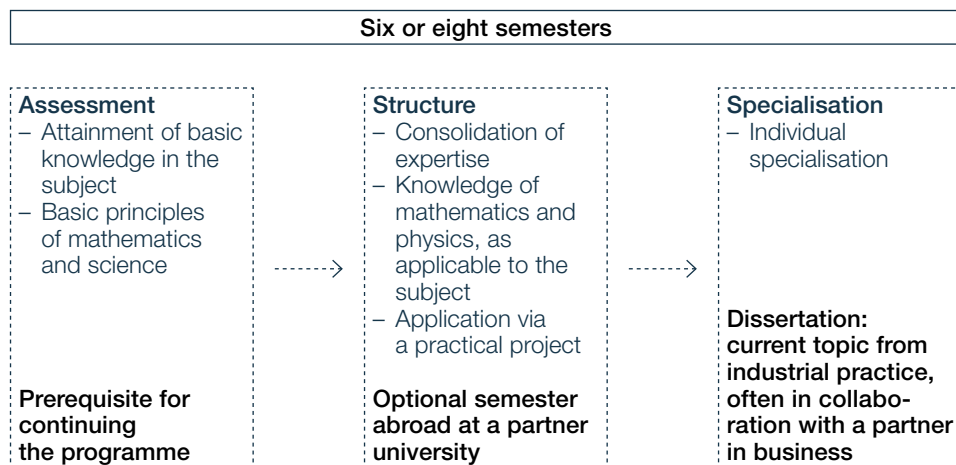 Six or eight semesters
Assessment
– Attainment of basic
knowledge in the
subject
– Basic principles
of mathematics
and science
Prerequisite for
continuing
the programme
Structure
– Consolidation of
expertise
– Knowledge of
mathematics and
physics, as
applicable to the
subject
– Application via
a practical project
Optional semester
abroad at a partner
university
Specialisation
– Individual
specialisation
Dissertation:
current topic from
industrial practice,
often in collabo-
ration with a partner
in business